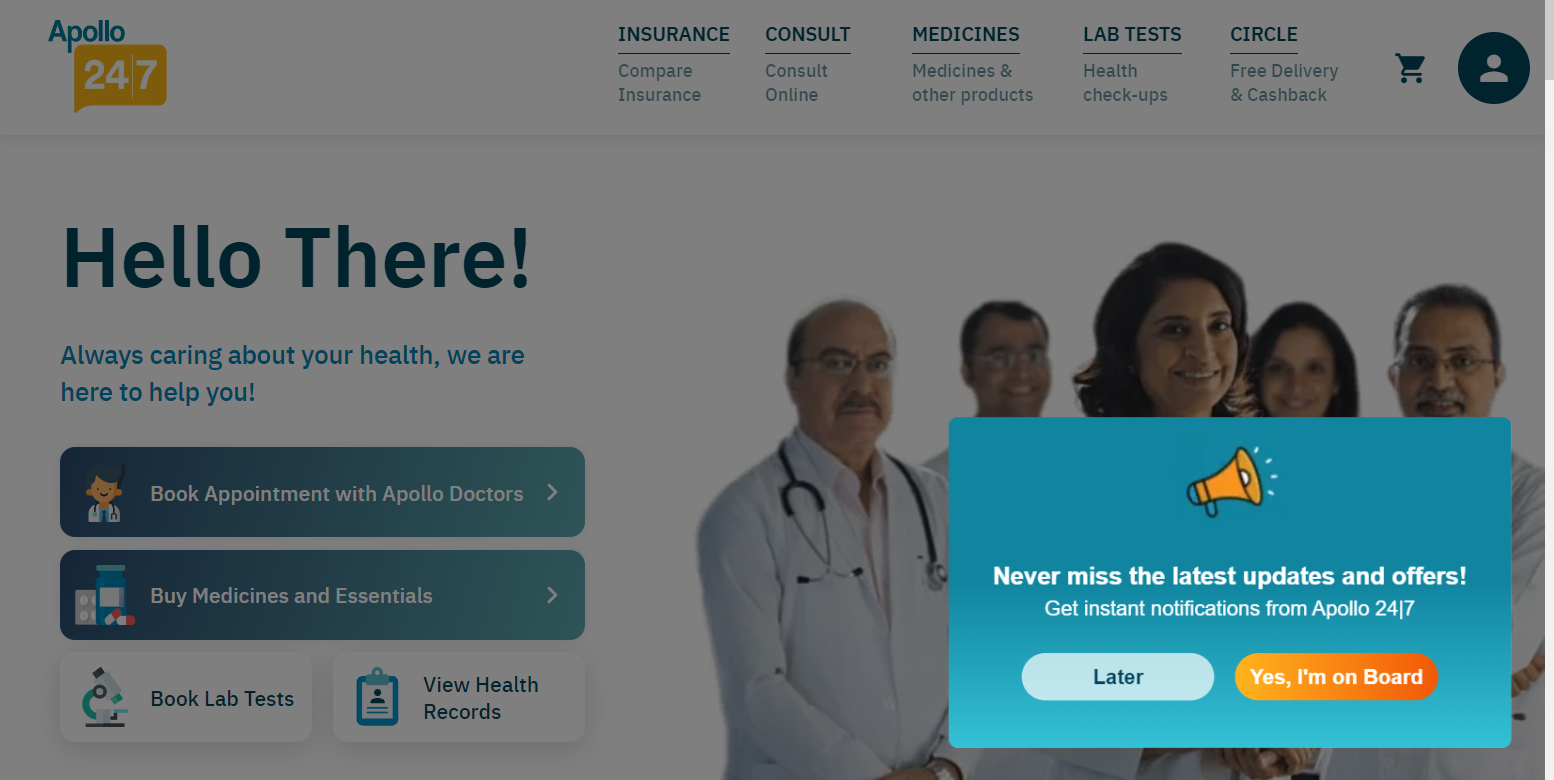 Apollo
24|7
INSURANCE
Compare
Insurance
CONSULT
Consult
Online
MEDICINES
Medicines &
other products
LAB TESTS
Health
check-ups
CIRCLE
Free Delivery
& Cashback
Hello There!
Always caring about your health, we are
here to help you!
Book Appointment with Apollo Doctors
Buy Medicines and Essentials
Book Lab Tests
View Health
Records
Never miss the latest updates and offers!
Get instant notifications from Apollo 24|7
Later
Yes, I'm on Board